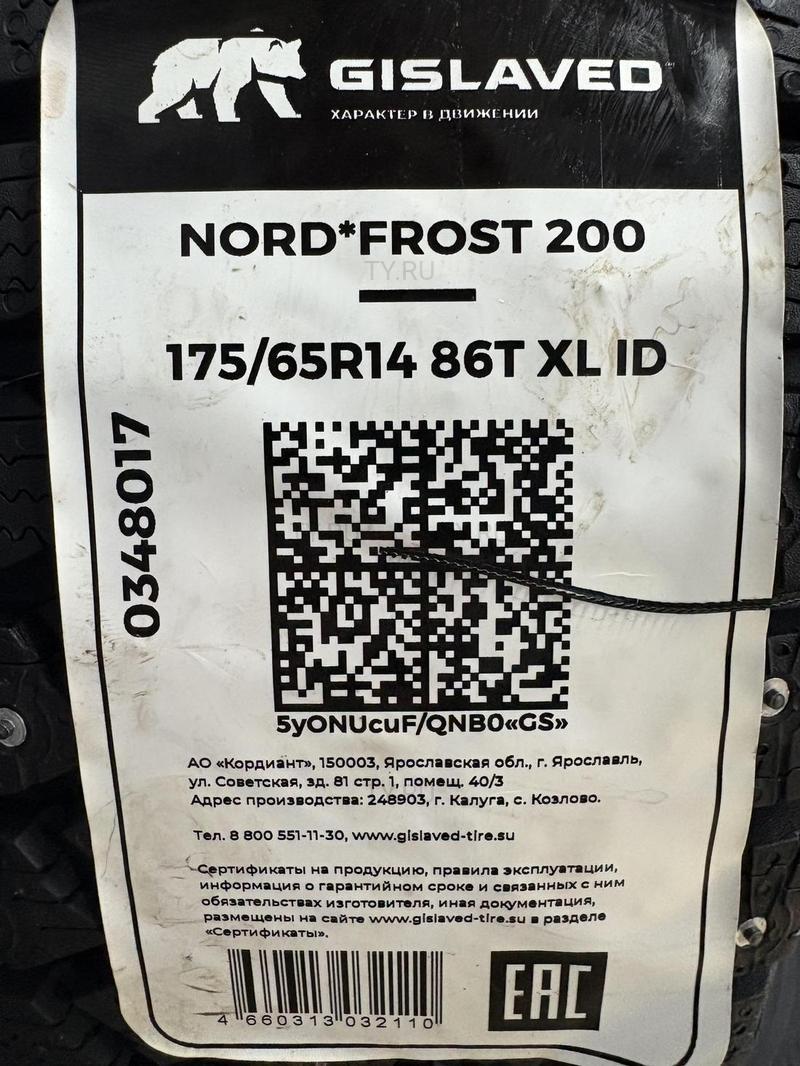 GISLAVED
ХАРАКТЕР В ДВИЖЕНИИ
NORD*FROST 200
TY.RU
175/65R14 86T XL ID
0348017
5yONUcuF/QNB0«GS»
АО «Кордиант», 150003, Ярославская обл., г. Ярославль,
ул. Советская, зд. 81 стр. 1, помещ. 40/3
Адрес производства: 248903, г. Калуга, с. Козлово.
Тел. 8 800 551-11-30, www.gislaved-tire.su
Сертификаты на продукцию, правила эксплуатации,
информация о гарантийном сроке и связанных с ним
обязательствах изготовителя, иная документация,
размещены на сайте www.gislaved-tire.su в разделе
«Сертификаты».
4 660313 032110
EAC